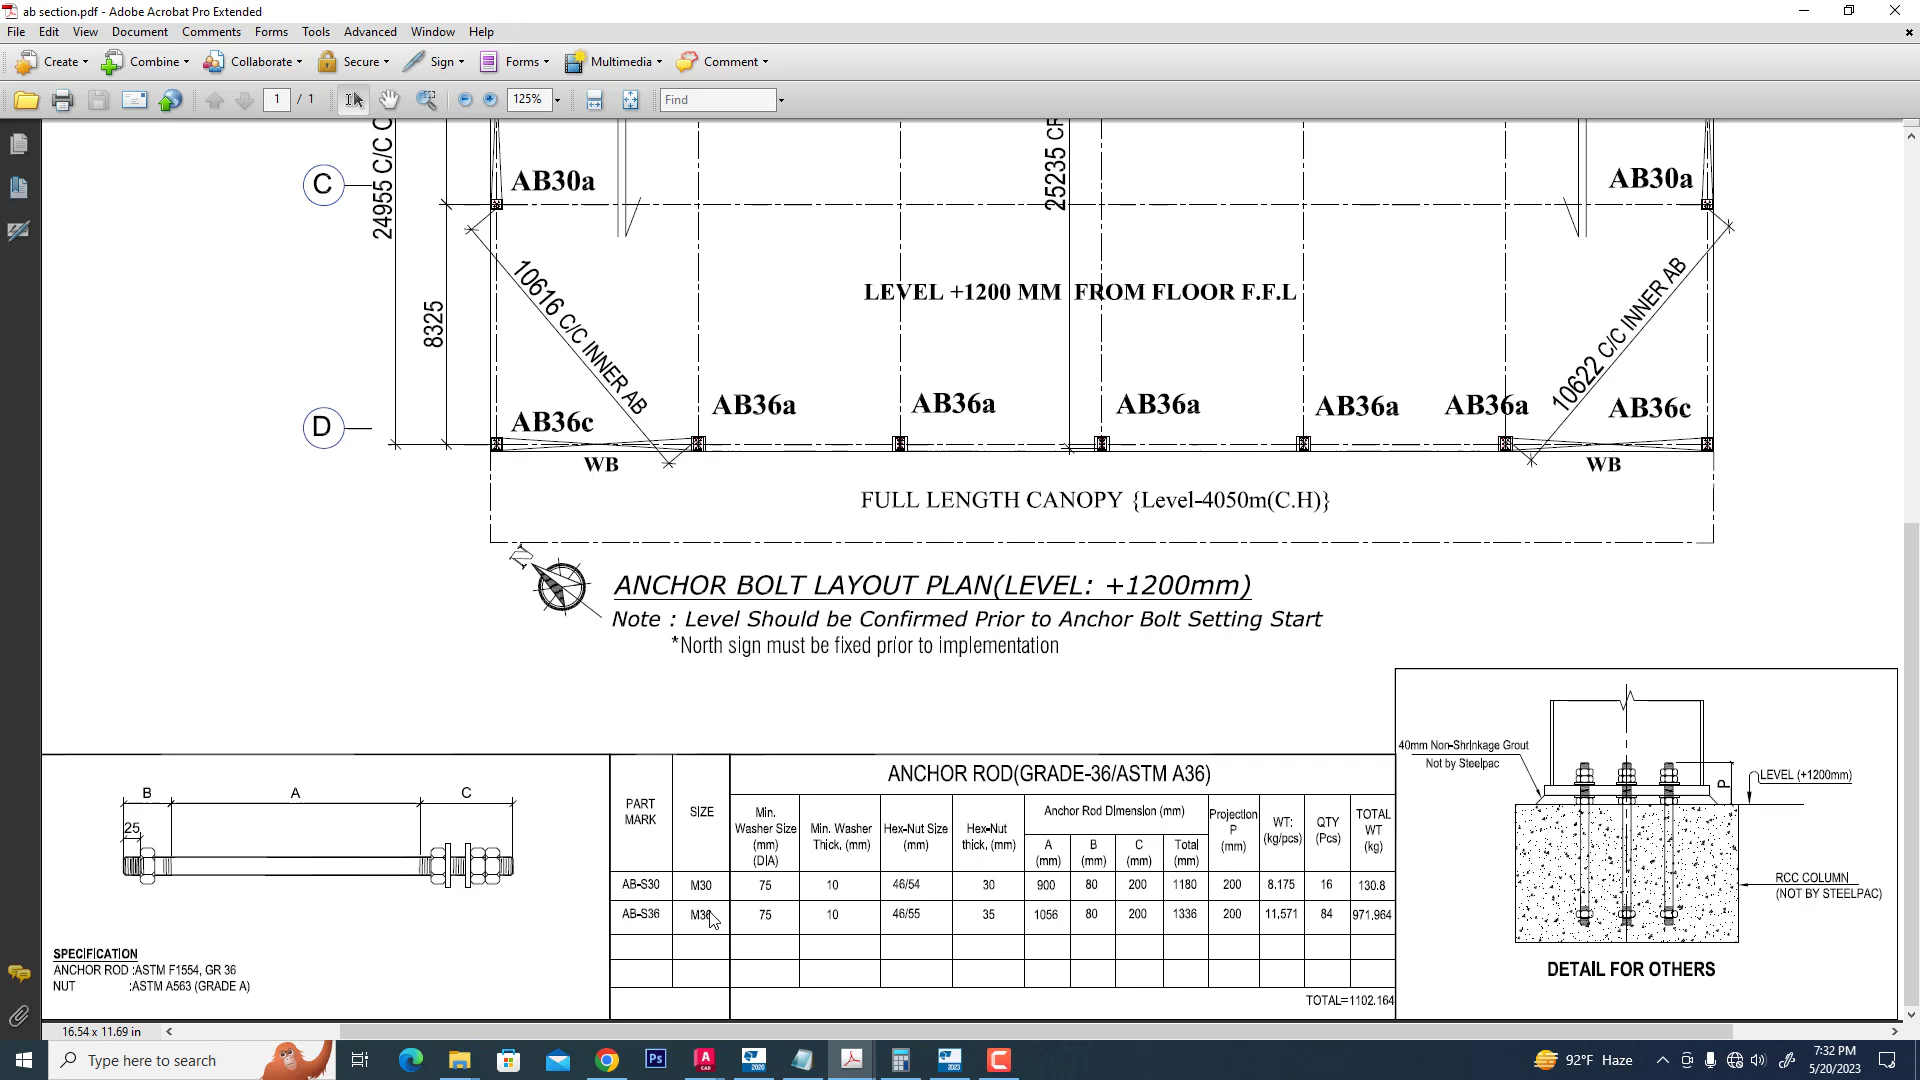 ab section.pdf - Adobe Acrobat Pro Extended
File Edit View Document Comments Forms Tools Advanced Window Help
Create Combine Collaborate Secure Sign Forms Multimedia Comment
1 / 1 125% Find
24955 C/C
25235
C
AB30a
AB30a
8325
10616 C/C INNER AB
LEVEL +1200 MM FROM FLOOR F.F.L
10622 C/C INNER AB
D
AB36c
AB36a
AB36a
AB36a
AB36a
AB36a
AB36c
WB
WB
FULL LENGTH CANOPY {Level-4050m(C.H)}
N
ANCHOR BOLT LAYOUT PLAN(LEVEL: +1200mm)
Note : Level Should be Confirmed Prior to Anchor Bolt Setting Start
*North sign must be fixed prior to implementation
B A C
25
SPECIFICATION
ANCHOR ROD :ASTM F1554, GR 36
NUT :ASTM A563 (GRADE A)
ANCHOR ROD(GRADE-36/ASTM A36)
PART MARK
SIZE
Min. Washer Size (mm) (DIA)
Min. Washer Thick, (mm)
Hex-Nut Size (mm)
Hex-Nut thick, (mm)
Anchor Rod Dimension (mm)
A (mm)
B (mm)
C (mm)
Total (mm)
Projection P (mm)
WT: (kg/pcs)
QTY (Pcs)
TOTAL WT (kg)
AB-S30 M30 75 10 46/54 30 900 80 200 1180 200 8.175 16 130.8
AB-S36 M36 75 10 46/55 35 1056 80 200 1336 200 11,571 84 971,964
TOTAL=1102.164
40mm Non-Shrinkage Grout
Not by Steelpac
P
LEVEL (+1200mm)
RCC COLUMN
(NOT BY STEELPAC)
DETAIL FOR OTHERS
16.54 x 11.69 in
Type here to search
Ps
A
CAD
2020
2023
92°F Haze
7:32 PM
5/20/2023